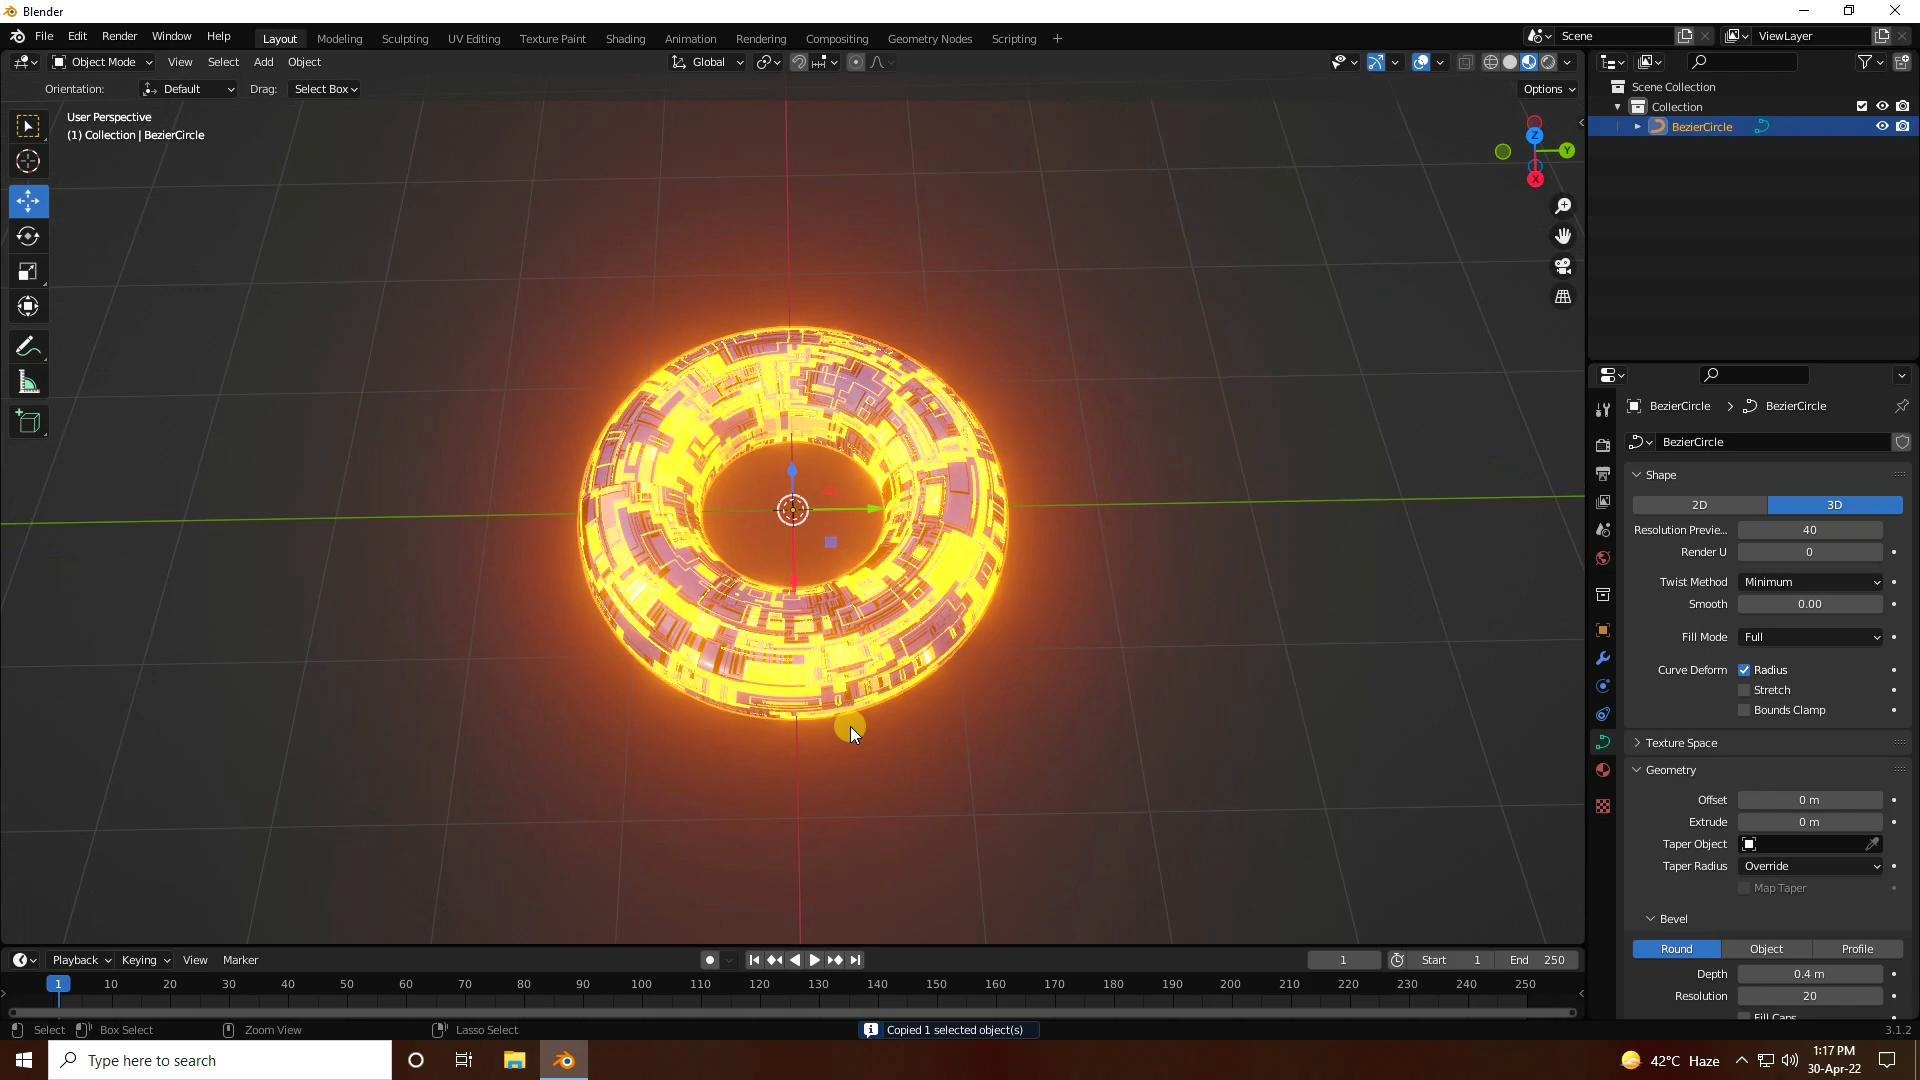 Blender
File Edit Render Window Help
Layout Modeling Sculpting UV Editing Texture Paint Shading Animation Rendering Compositing Geometry Nodes Scripting +
Scene
ViewLayer
Object Mode View Select Add Object
Global
Orientation: Default Drag: Select Box
Options
User Perspective
(1) Collection | BezierCircle
Z
Y
X
Scene Collection
Collection
BezierCircle
BezierCircle > BezierCircle
BezierCircle
Shape
2D 3D
Resolution Previe... 40
Render U 0
Twist Method Minimum
Smooth 0.00
Fill Mode Full
Curve Deform Radius
Stretch
Bounds Clamp
Texture Space
Geometry
Offset 0 m
Extrude 0 m
Taper Object
Taper Radius Override
Map Taper
Bevel
Round Object Profile
Depth 0.4 m
Resolution 20
Fill Caps
Playback Keying View Marker
1 Start 1 End 250
1 10 20 30 40 50 60 70 80 90 100 110 120 130 140 150 160 170 180 190 200 210 220 230 240 250
Select Box Select Zoom View Lasso Select
Copied 1 selected object(s)
3.1.2
Type here to search
42°C Haze
1:17 PM
30-Apr-22